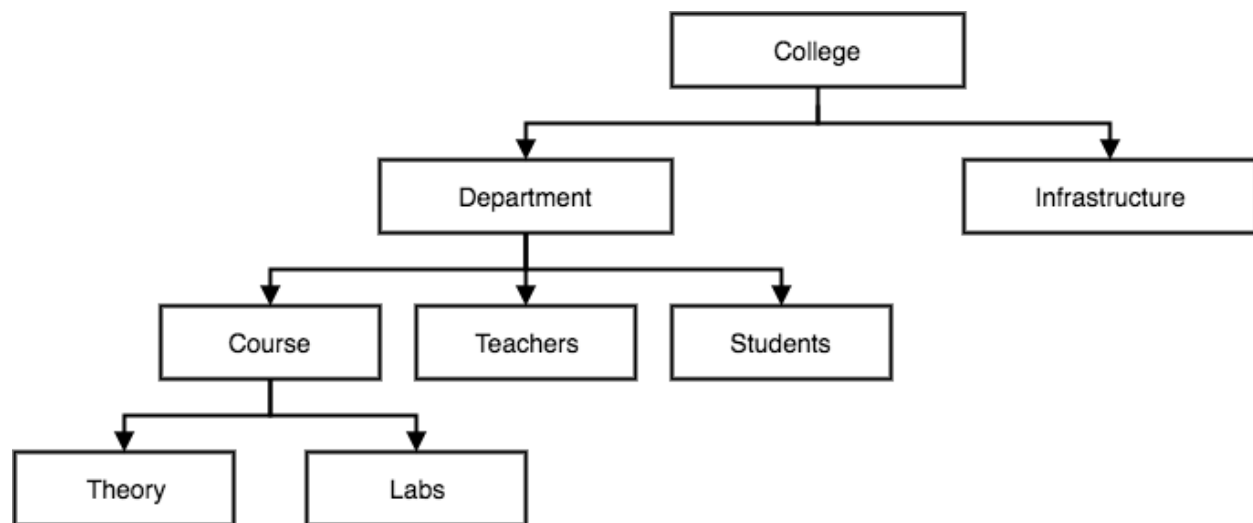 College
Department
Infrastructure
Course
Teachers
Students
Theory
Labs